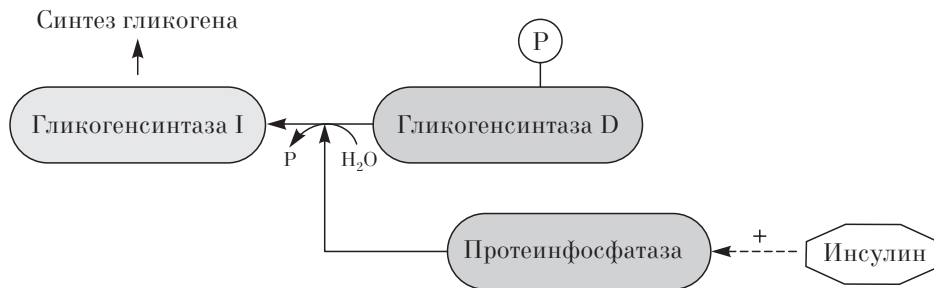 Синтез гликогена
P
Гликогенсинтаза I
Гликогенсинтаза D
P
H₂O
Протеинфосфатаза
+
Инсулин